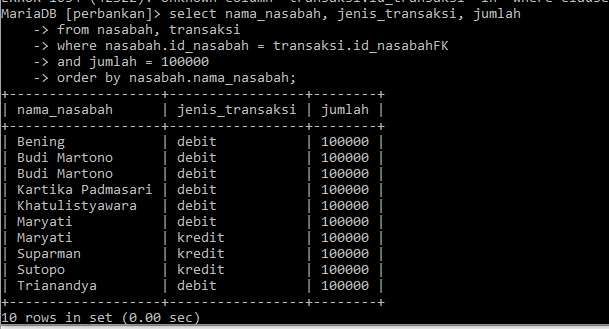 MariaDB [perbankan]> select nama_nasabah, jenis_transaksi, jumlah
    -> from nasabah, transaksi
    -> where nasabah.id_nasabah = transaksi.id_nasabahFK
    -> and jumlah = 100000
    -> order by nasabah.nama_nasabah;
+-------------------+-----------------+--------+
| nama_nasabah      | jenis_transaksi | jumlah |
+-------------------+-----------------+--------+
| Bening            | debit           | 100000 |
| Budi Martono      | debit           | 100000 |
| Budi Martono      | debit           | 100000 |
| Kartika Padmasari | debit           | 100000 |
| Khatulistyawara   | debit           | 100000 |
| Maryati           | debit           | 100000 |
| Maryati           | kredit          | 100000 |
| Suparman          | kredit          | 100000 |
| Sutopo            | kredit          | 100000 |
| Trianandya        | debit           | 100000 |
+-------------------+-----------------+--------+
10 rows in set (0.00 sec)